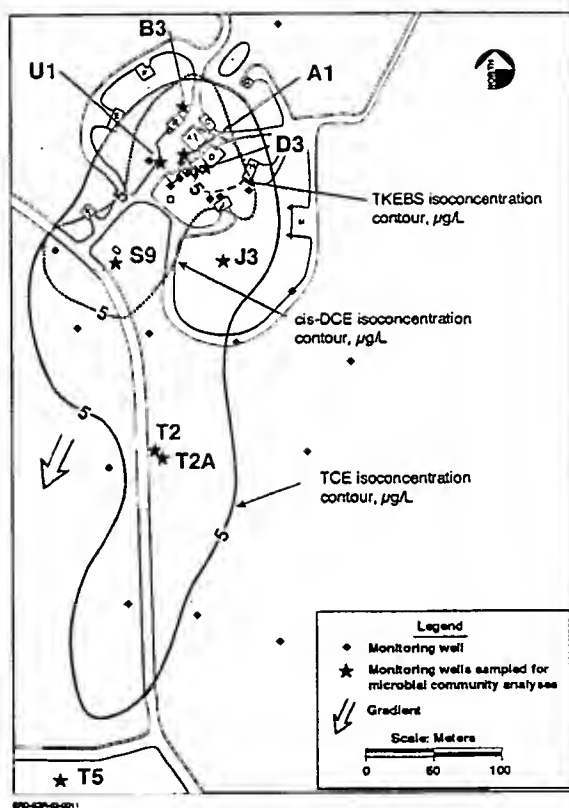 B3
U1
A1
D3
TKEBS isoconcentration
contour, µg/L
5
S9
J3
cis-DCE isoconcentration
contour, µg/L
5
5
T2
T2A
TCE isoconcentration
contour, µg/L
5
Legend
Monitoring well
Monitoring wells sampled for
microbial community analyses
Gradient
Scale: Meters
0 50 100
T5